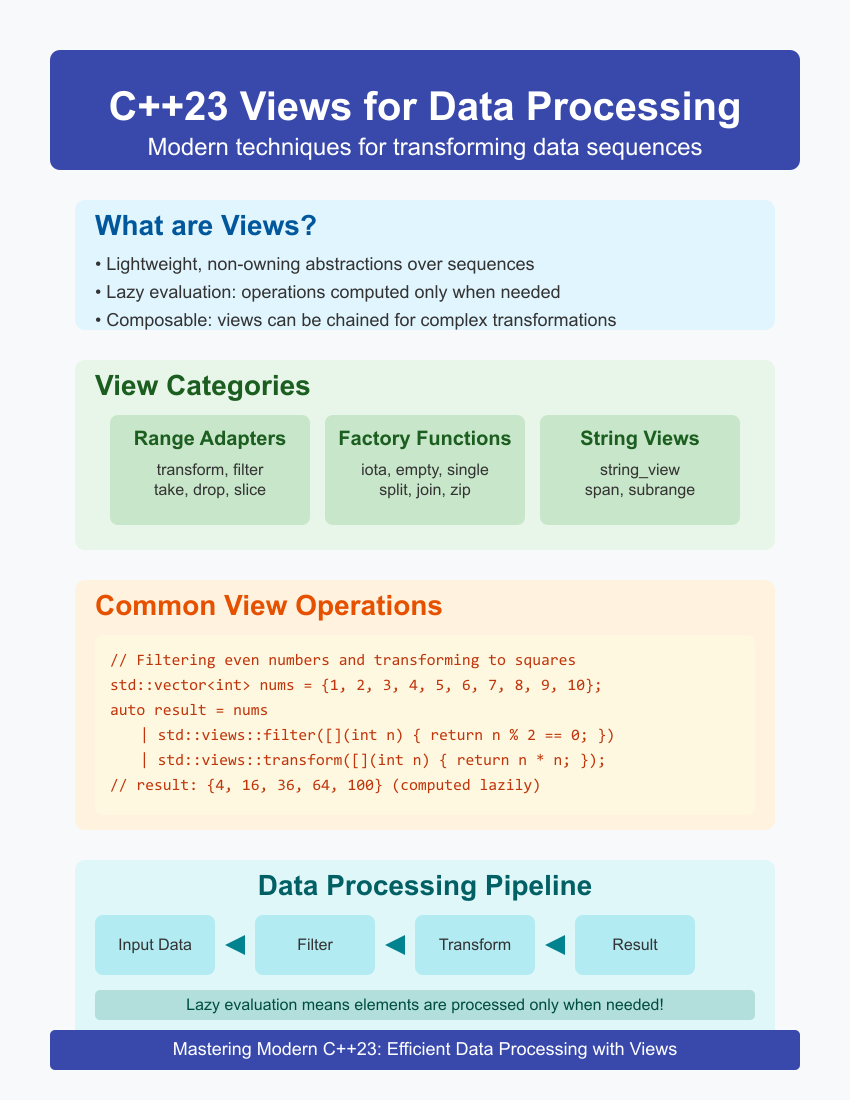 C++23 Views for Data Processing
Modern techniques for transforming data sequences
What are Views?
• Lightweight, non-owning abstractions over sequences
• Lazy evaluation: operations computed only when needed
• Composable: views can be chained for complex transformations
View Categories
Range Adapters
transform, filter
take, drop, slice
Factory Functions
iota, empty, single
split, join, zip
String Views
string_view
span, subrange
Common View Operations
// Filtering even numbers and transforming to squares
std::vector<int> nums = {1, 2, 3, 4, 5, 6, 7, 8, 9, 10};
auto result = nums
| std::views::filter([](int n) { return n % 2 == 0; })
| std::views::transform([](int n) { return n * n; });
// result: {4, 16, 36, 64, 100} (computed lazily)
Data Processing Pipeline
Input Data
Filter
Transform
Result
Lazy evaluation means elements are processed only when needed!
Mastering Modern C++23: Efficient Data Processing with Views